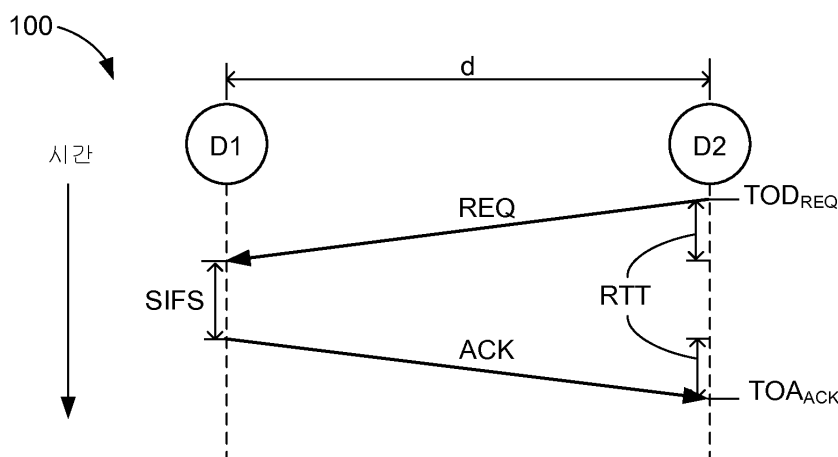 100
d
D1
D2
시간
TOD_REQ
REQ
SIFS
RTT
ACK
TOA_ACK